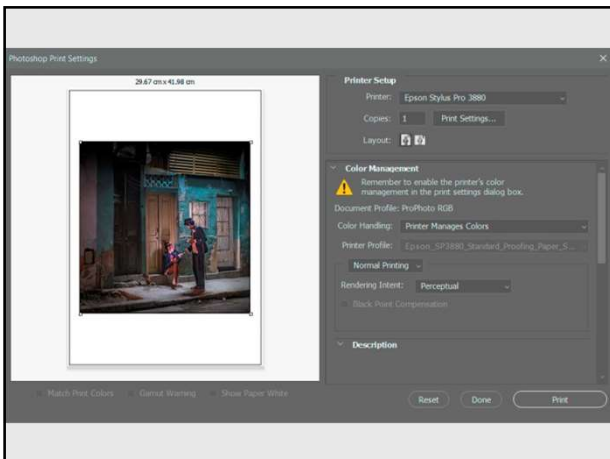 Photoshop Print Settings
29.67 cm x 41.98 cm
Printer Setup
Printer: Epson Stylus Pro 3880
Copies: 1 Print Settings...
Layout:
Color Management
Remember to enable the printer's color
management in the print settings dialog box.
Document Profile: ProPhoto RGB
Color Handling: Printer Manages Colors
Printer Profile: Epson_SP3880_Standard_Proofing_Paper_S...
Normal Printing
Rendering Intent: Perceptual
Black Point Compensation
Description
Match Print Colors Gamut Warning Show Paper White
Reset Done Print